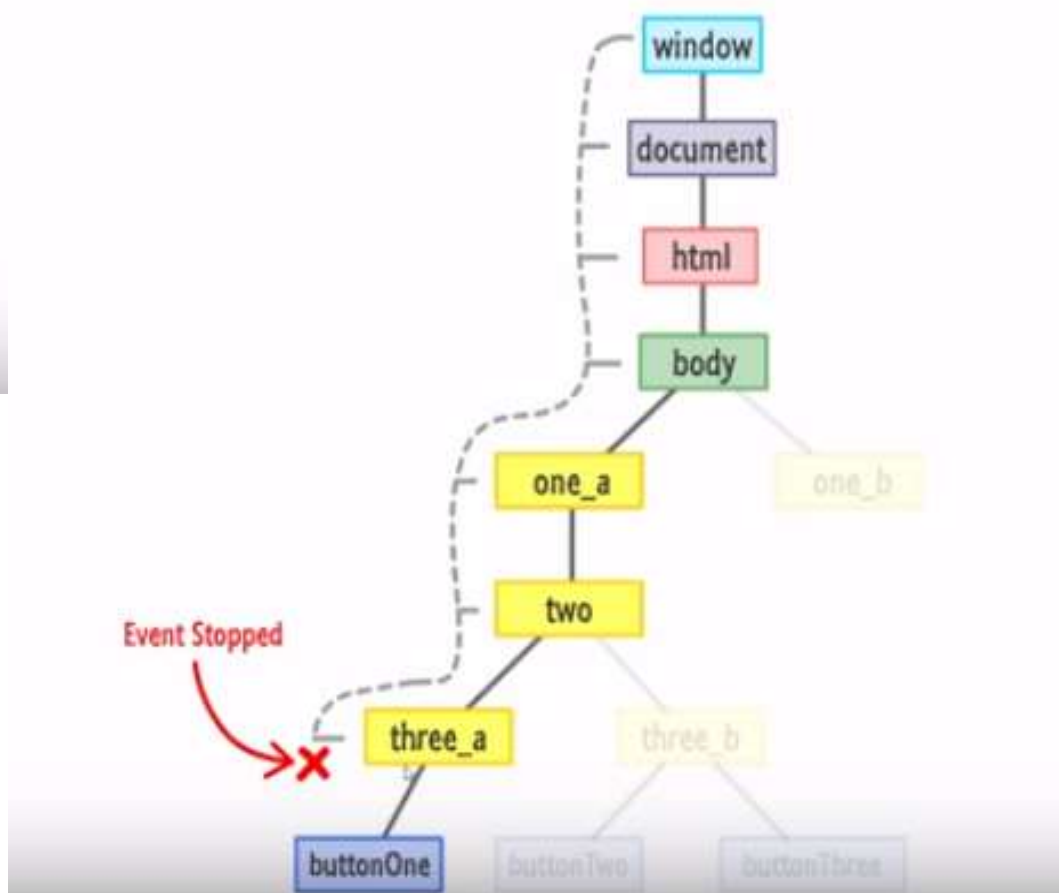 window
document
html
body
one_a
one_b
two
Event Stopped
three_a
three_b
buttonOne
buttonTwo
buttonThree